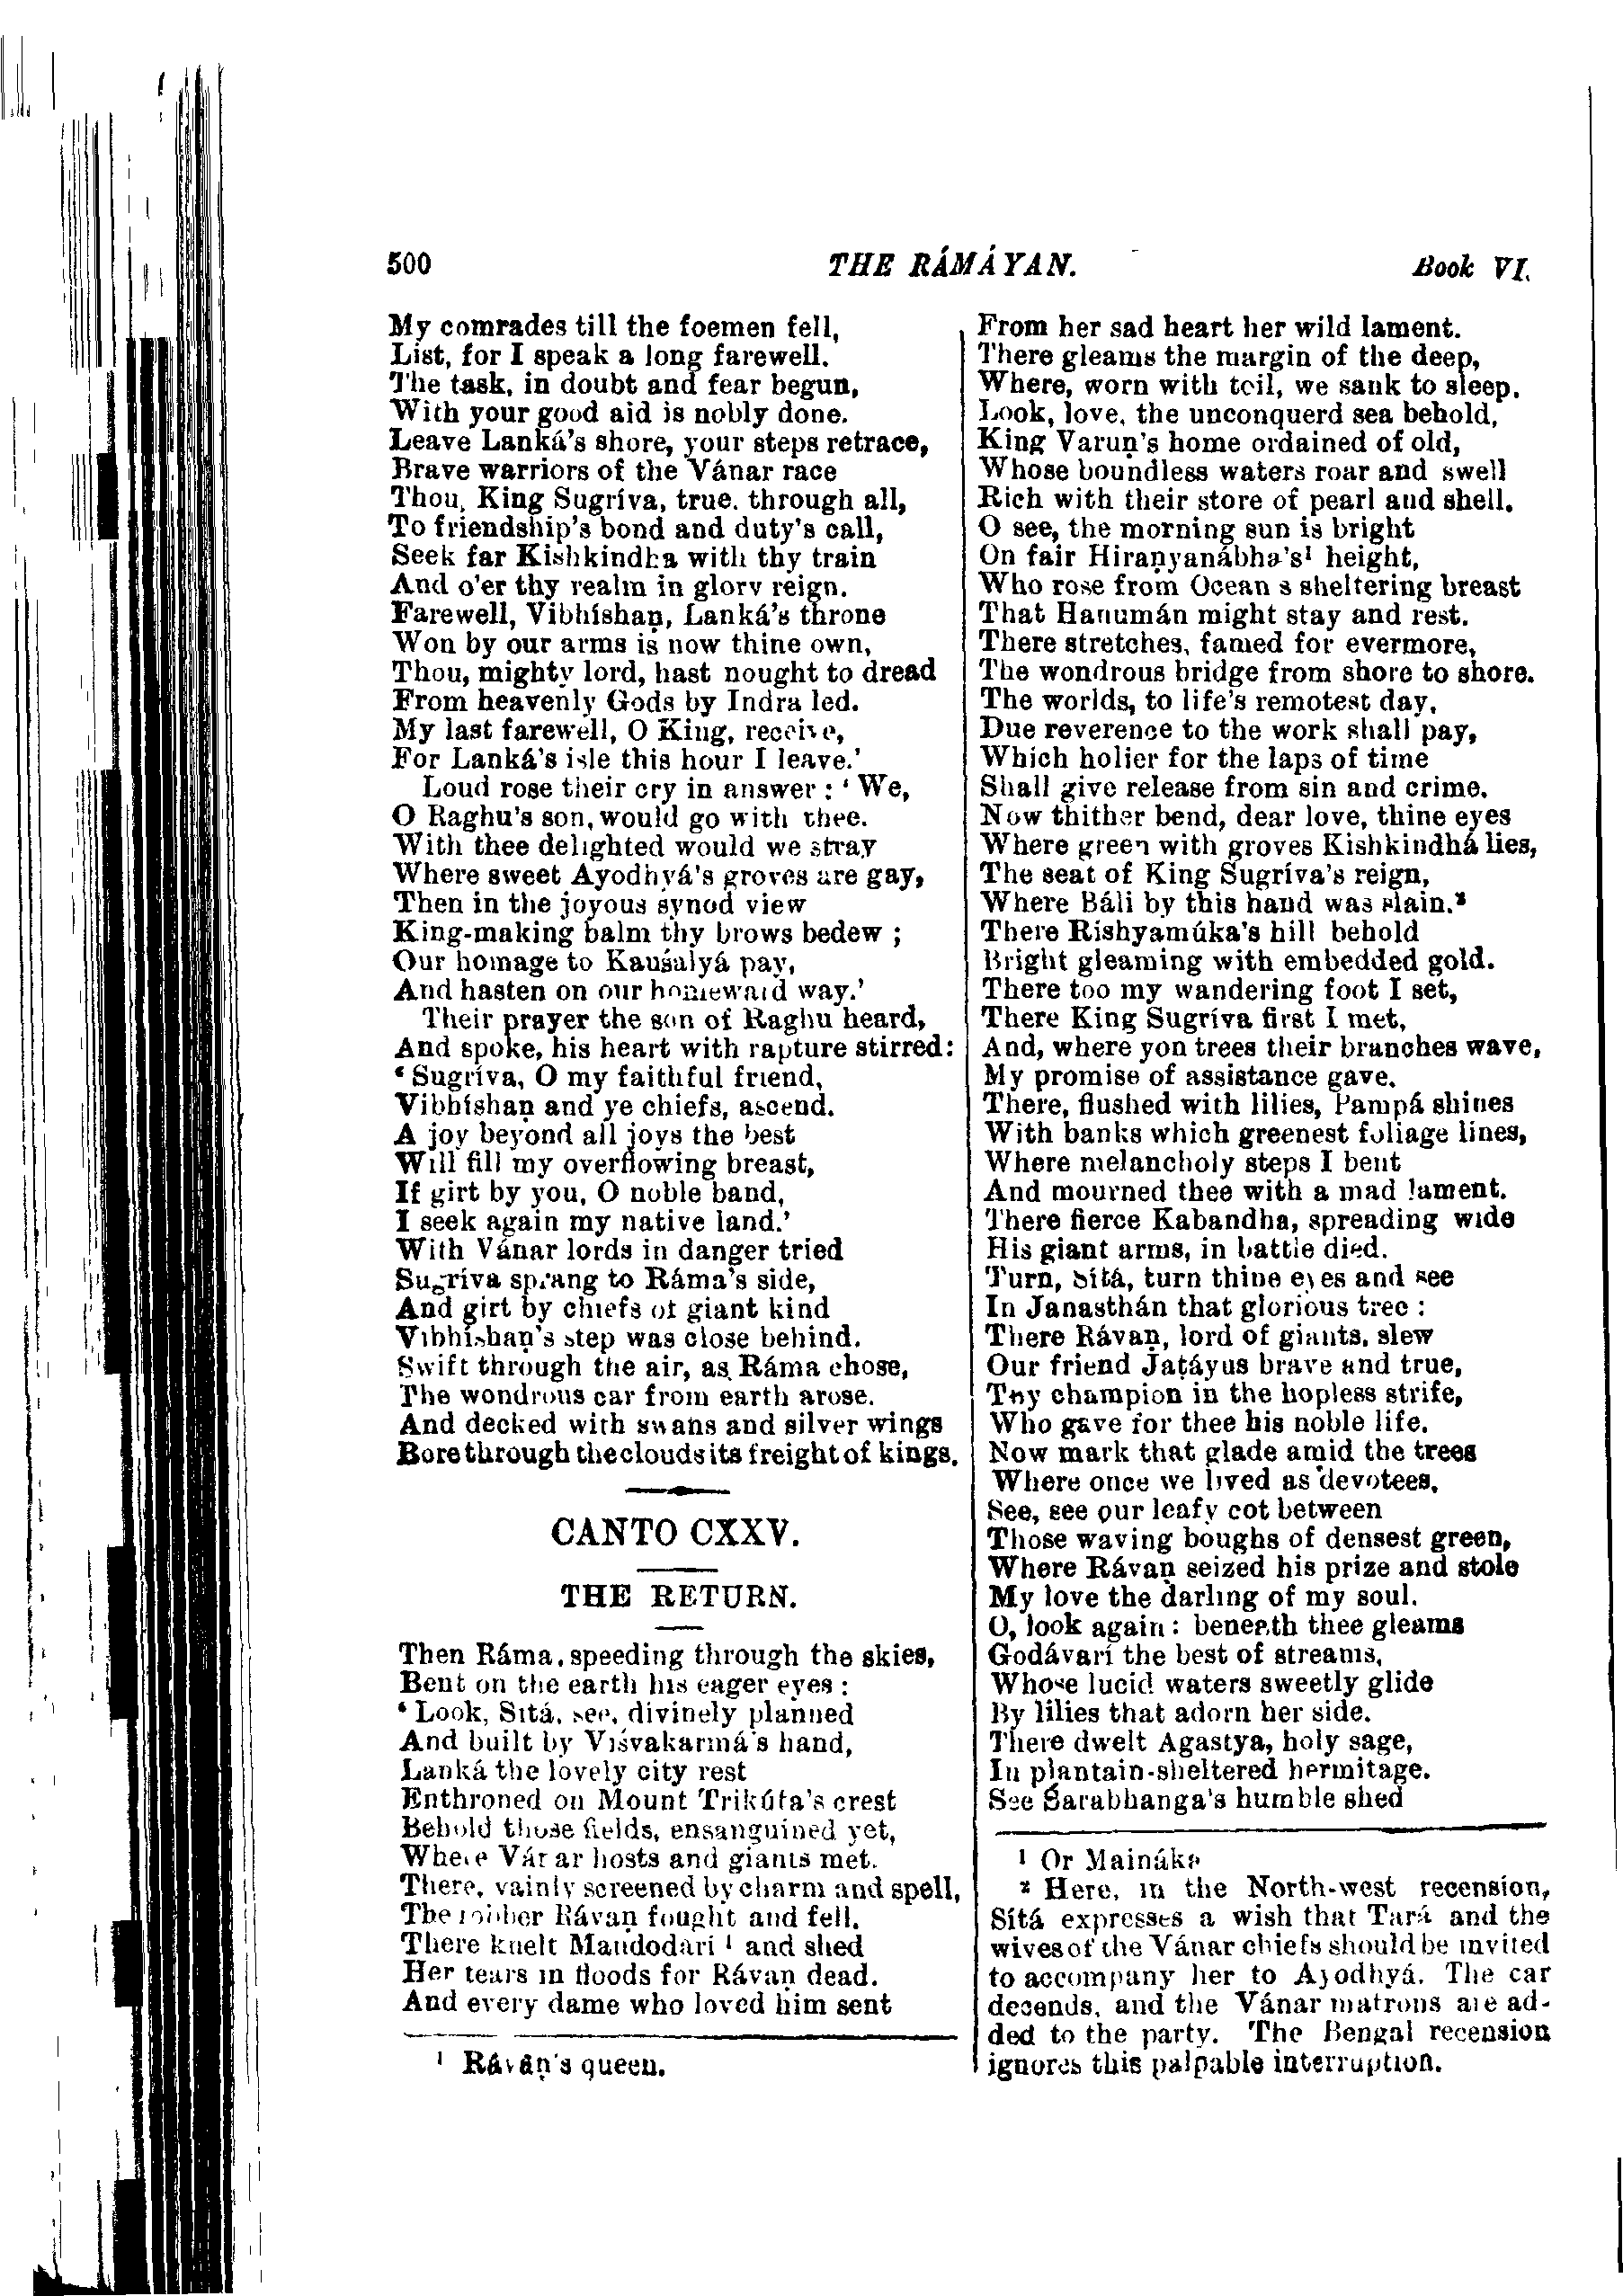 500
THE RÁMÁYAN.
Book VI.
My comrades till the foemen fell,
List, for I speak a long farewell.
The task, in doubt and fear begun,
With your good aid is nobly done.
Leave Lanká's shore, your steps retrace,
Brave warriors of the Vánar race
Thou, King Sugríva, true. through all,
To friendship's bond and duty's call,
Seek far Kishkindha with thy train
And o'er thy realm in glory reign.
Farewell, Vibhíshaṇ, Lanká's throne
Won by our arms is now thine own,
Thou, mighty lord, hast nought to dread
From heavenly Gods by Indra led.
My last farewell, O King, receive,
For Lanká's isle this hour I leave.'
Loud rose their cry in answer : ' We,
O Raghu's son, would go with thee.
With thee delighted would we stray
Where sweet Ayodhyá's groves are gay,
Then in the joyous synod view
King-making balm thy brows bedew ;
Our homage to Kauśalyá pay,
And hasten on our homeward way.'
Their prayer the son of Raghu heard,
And spoke, his heart with rapture stirred:
' Sugríva, O my faithful friend,
Vibhíshaṇ and ye chiefs, ascend.
A joy beyond all joys the best
Will fill my overflowing breast,
If girt by you, O noble band,
I seek again my native land.'
With Vánar lords in danger tried
Sugríva sprang to Ráma's side,
And girt by chiefs of giant kind
Vibhíshaṇ's step was close behind.
Swift through the air, as Ráma chose,
The wondrous car from earth arose.
And decked with swans and silver wings
Bore through the clouds its freight of kings.
CANTO CXXV.
THE RETURN.
Then Ráma, speeding through the skies,
Bent on the earth his eager eyes :
' Look, Sítá, see, divinely planned
And built by Viśvakarmá's hand,
Lanká the lovely city rest
Enthroned on Mount Trikúṭa's crest
Behold those fields, ensanguined yet,
Where Vánar hosts and giants met.
There, vainly screened by charm and spell,
The robber Rávaṇ fought and fell.
There knelt Mandodarí ¹ and shed
Her tears in floods for Rávaṇ dead.
And every dame who loved him sent
¹ Rávaṇ's queen.
From her sad heart her wild lament.
There gleams the margin of the deep,
Where, worn with toil, we sank to sleep.
Look, love, the unconquerd sea behold,
King Varuṇ's home ordained of old,
Whose boundless waters roar and swell
Rich with their store of pearl and shell.
O see, the morning sun is bright
On fair Hiraṇyanábha's¹ height,
Who rose from Ocean s sheltering breast
That Hanumán might stay and rest.
There stretches, famed for evermore,
The wondrous bridge from shore to shore.
The worlds, to life's remotest day,
Due reverence to the work shall pay,
Which holier for the laps of time
Shall give release from sin and crime.
Now thither bend, dear love, thine eyes
Where green with groves Kishkindhá lies,
The seat of King Sugríva's reign,
Where Báli by this hand was slain.²
There Rishyamúka's hill behold
Bright gleaming with embedded gold.
There too my wandering foot I set,
There King Sugríva first I met,
And, where yon trees their branches wave,
My promise of assistance gave.
There, flushed with lilies, Pampá shines
With banks which greenest foliage lines,
Where melancholy steps I bent
And mourned thee with a mad lament.
There fierce Kabandha, spreading wide
His giant arms, in battle died.
Turn, Sítá, turn thine eyes and see
In Janasthán that glorious tree :
There Rávaṇ, lord of giants, slew
Our friend Jaṭáyus brave and true,
Thy champion in the hopless strife,
Who gave for thee his noble life.
Now mark that glade amid the trees
Where once we lived as devotees,
See, see our leafy cot between
Those waving boughs of densest green,
Where Rávaṇ seized his prize and stole
My love the darling of my soul.
O, look again : beneath thee gleams
Godávarí the best of streams,
Whose lucid waters sweetly glide
By lilies that adorn her side.
There dwelt Agastya, holy sage,
In plantain-sheltered hermitage.
See Śarabhanga's humble shed
¹ Or Maináka
² Here, in the North-west recension,
Sítá expresses a wish that Tará and the
wives of the Vánar chiefs should be invited
to accompany her to Ayodhyá. The car
decends, and the Vánar matrons are ad-
ded to the party. The Bengal recension
ignores this palpable interruption.